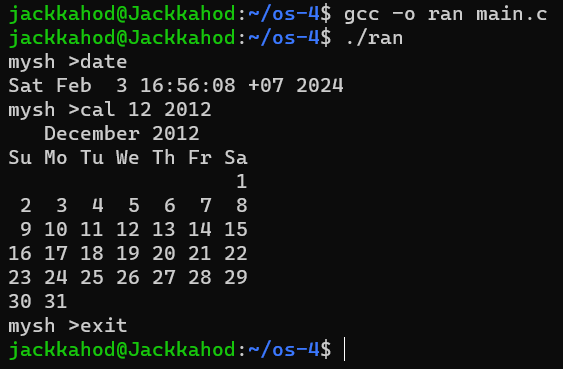 jackkahod@Jackkahod:~/os-4$ gcc -o ran main.c
jackkahod@Jackkahod:~/os-4$ ./ran
mysh >date
Sat Feb  3 16:56:08 +07 2024
mysh >cal 12 2012
   December 2012
Su Mo Tu We Th Fr Sa
                   1
 2  3  4  5  6  7  8
 9 10 11 12 13 14 15
16 17 18 19 20 21 22
23 24 25 26 27 28 29
30 31
mysh >exit
jackkahod@Jackkahod:~/os-4$